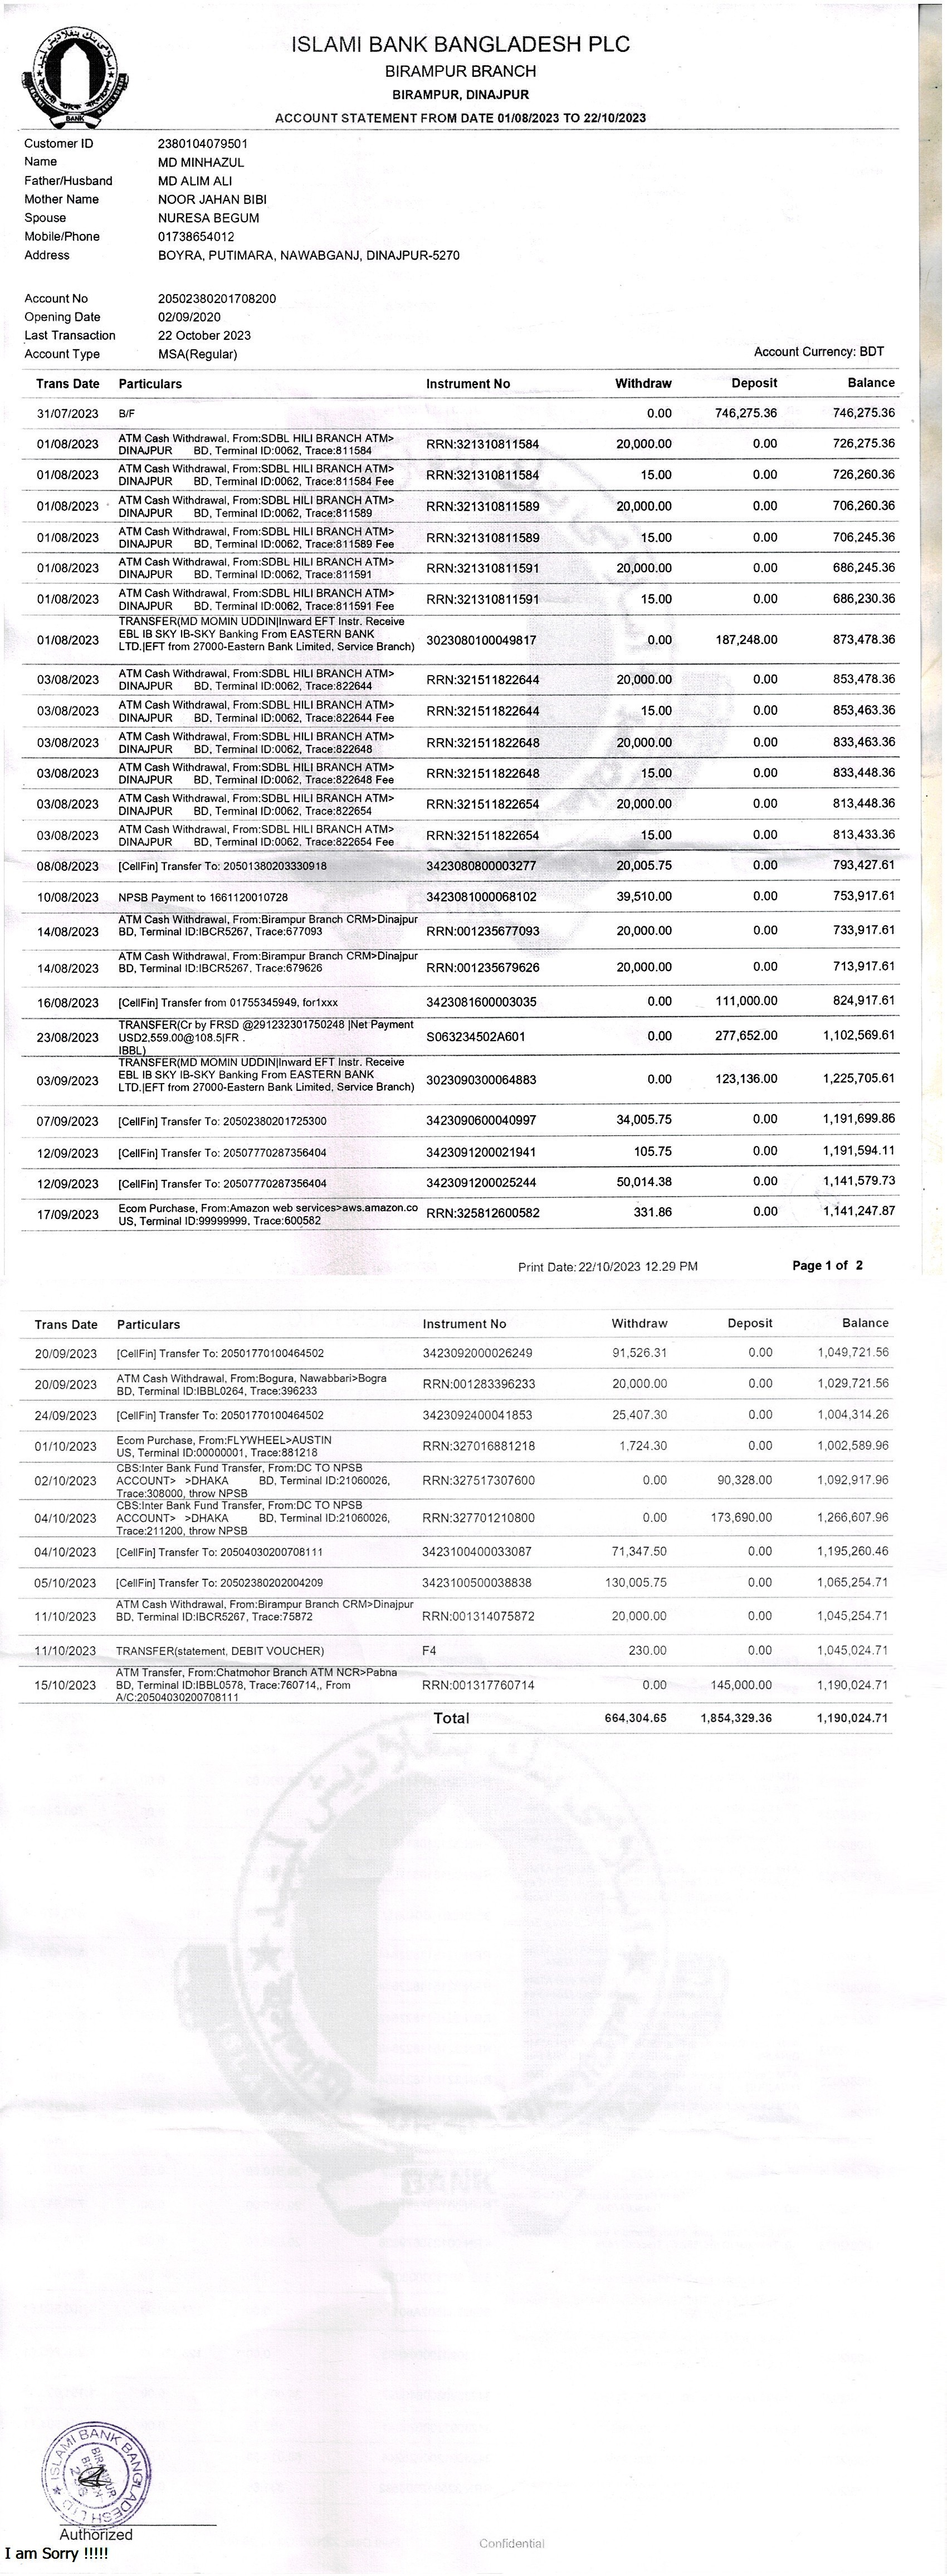 ISLAMI BANK BANGLADESH PLC
BIRAMPUR BRANCH
BIRAMPUR, DINAJPUR
ACCOUNT STATEMENT FROM DATE 01/08/2023 TO 22/10/2023
BANK
Customer ID 2380104079501
Name MD MINHAZUL
Father/Husband MD ALIM ALI
Mother Name NOOR JAHAN BIBI
Spouse NURESA BEGUM
Mobile/Phone 01738654012
Address BOYRA, PUTIMARA, NAWABGANJ, DINAJPUR-5270
Account No 20502380201708200
Opening Date 02/09/2020
Last Transaction 22 October 2023
Account Type MSA(Regular) Account Currency: BDT
Trans Date Particulars Instrument No Withdraw Deposit Balance
31/07/2023 B/F 0.00 746,275.36 746,275.36
ATM Cash Withdrawal, From:SDBL HILI BRANCH ATM>
01/08/2023 DINAJPUR BD, Terminal ID:0062, Trace:811584 RRN:321310811584 20,000.00 0.00 726,275.36
ATM Cash Withdrawal, From:SDBL HILI BRANCH ATM>
01/08/2023 DINAJPUR BD, Terminal ID:0062, Trace:811584 Fee RRN:321310811584 15.00 0.00 726,260.36
ATM Cash Withdrawal, From:SDBL HILI BRANCH ATM>
01/08/2023 DINAJPUR BD, Terminal ID:0062, Trace:811589 RRN:321310811589 20,000.00 0.00 706,260.36
ATM Cash Withdrawal, From:SDBL HILI BRANCH ATM>
01/08/2023 DINAJPUR BD, Terminal ID:0062, Trace:811589 Fee RRN:321310811589 15.00 0.00 706,245.36
ATM Cash Withdrawal, From:SDBL HILI BRANCH ATM>
01/08/2023 DINAJPUR BD, Terminal ID:0062, Trace:811591 RRN:321310811591 20,000.00 0.00 686,245.36
ATM Cash Withdrawal, From:SDBL HILI BRANCH ATM>
01/08/2023 DINAJPUR BD, Terminal ID:0062, Trace:811591 Fee RRN:321310811591 15.00 0.00 686,230.36
TRANSFER(MD MOMIN UDDIN|Inward EFT Instr. Receive
01/08/2023 EBL IB SKY IB-SKY Banking From EASTERN BANK 3023080100049817 0.00 187,248.00 873,478.36
LTD.|EFT from 27000-Eastern Bank Limited, Service Branch)
ATM Cash Withdrawal, From:SDBL HILI BRANCH ATM>
03/08/2023 DINAJPUR BD, Terminal ID:0062, Trace:822644 RRN:321511822644 20,000.00 0.00 853,478.36
ATM Cash Withdrawal, From:SDBL HILI BRANCH ATM>
03/08/2023 DINAJPUR BD, Terminal ID:0062, Trace:822644 Fee RRN:321511822644 15.00 0.00 853,463.36
ATM Cash Withdrawal, From:SDBL HILI BRANCH ATM>
03/08/2023 DINAJPUR BD, Terminal ID:0062, Trace:822648 RRN:321511822648 20,000.00 0.00 833,463.36
ATM Cash Withdrawal, From:SDBL HILI BRANCH ATM>
03/08/2023 DINAJPUR BD, Terminal ID:0062, Trace:822648 Fee RRN:321511822648 15.00 0.00 833,448.36
ATM Cash Withdrawal, From:SDBL HILI BRANCH ATM>
03/08/2023 DINAJPUR BD, Terminal ID:0062, Trace:822654 RRN:321511822654 20,000.00 0.00 813,448.36
ATM Cash Withdrawal, From:SDBL HILI BRANCH ATM>
03/08/2023 DINAJPUR BD, Terminal ID:0062, Trace:822654 Fee RRN:321511822654 15.00 0.00 813,433.36
08/08/2023 [CellFin] Transfer To: 20501380203330918 3423080800003277 20,005.75 0.00 793,427.61
10/08/2023 NPSB Payment to 1661120010728 3423081000068102 39,510.00 0.00 753,917.61
ATM Cash Withdrawal, From:Birampur Branch CRM>Dinajpur
14/08/2023 BD, Terminal ID:IBCR5267, Trace:677093 RRN:001235677093 20,000.00 0.00 733,917.61
ATM Cash Withdrawal, From:Birampur Branch CRM>Dinajpur
14/08/2023 BD, Terminal ID:IBCR5267, Trace:679626 RRN:001235679626 20,000.00 0.00 713,917.61
16/08/2023 [CellFin] Transfer from 01755345949, for1xxx 3423081600003035 0.00 111,000.00 824,917.61
TRANSFER(Cr by FRSD @291232301750248 |Net Payment
23/08/2023 USD2,559.00@108.5|FR . S063234502A601 0.00 277,652.00 1,102,569.61
IBBL)
TRANSFER(MD MOMIN UDDIN|Inward EFT Instr. Receive
03/09/2023 EBL IB SKY IB-SKY Banking From EASTERN BANK 3023090300064883 0.00 123,136.00 1,225,705.61
LTD.|EFT from 27000-Eastern Bank Limited, Service Branch)
07/09/2023 [CellFin] Transfer To: 20502380201725300 3423090600040997 34,005.75 0.00 1,191,699.86
12/09/2023 [CellFin] Transfer To: 20507770287356404 3423091200021941 105.75 0.00 1,191,594.11
12/09/2023 [CellFin] Transfer To: 20507770287356404 3423091200025244 50,014.38 0.00 1,141,579.73
Ecom Purchase, From:Amazon web services>aws.amazon.co
17/09/2023 US, Terminal ID:99999999, Trace:600582 RRN:325812600582 331.86 0.00 1,141,247.87
Print Date: 22/10/2023 12.29 PM Page 1 of 2
Trans Date Particulars Instrument No Withdraw Deposit Balance
20/09/2023 [CellFin] Transfer To: 20501770100464502 3423092000026249 91,526.31 0.00 1,049,721.56
ATM Cash Withdrawal, From:Bogura, Nawabbari>Bogra
20/09/2023 BD, Terminal ID:IBBL0264, Trace:396233 RRN:001283396233 20,000.00 0.00 1,029,721.56
24/09/2023 [CellFin] Transfer To: 20501770100464502 3423092400041853 25,407.30 0.00 1,004,314.26
Ecom Purchase, From:FLYWHEEL>AUSTIN
01/10/2023 US, Terminal ID:00000001, Trace:881218 RRN:327016881218 1,724.30 0.00 1,002,589.96
CBS:Inter Bank Fund Transfer, From:DC TO NPSB
02/10/2023 ACCOUNT> >DHAKA BD, Terminal ID:21060026, RRN:327517307600 0.00 90,328.00 1,092,917.96
Trace:308000, throw NPSB
CBS:Inter Bank Fund Transfer, From:DC TO NPSB
04/10/2023 ACCOUNT> >DHAKA BD, Terminal ID:21060026, RRN:327701210800 0.00 173,690.00 1,266,607.96
Trace:211200, throw NPSB
04/10/2023 [CellFin] Transfer To: 20504030200708111 3423100400033087 71,347.50 0.00 1,195,260.46
05/10/2023 [CellFin] Transfer To: 20502380202004209 3423100500038838 130,005.75 0.00 1,065,254.71
ATM Cash Withdrawal, From:Birampur Branch CRM>Dinajpur
11/10/2023 BD, Terminal ID:IBCR5267, Trace:75872 RRN:001314075872 20,000.00 0.00 1,045,254.71
11/10/2023 TRANSFER(statement, DEBIT VOUCHER) F4 230.00 0.00 1,045,024.71
ATM Transfer, From:Chatmohor Branch ATM NCR>Pabna
15/10/2023 BD, Terminal ID:IBBL0578, Trace:760714,, From RRN:001317760714 0.00 145,000.00 1,190,024.71
A/C:20504030200708111
Total 664,304.65 1,854,329.36 1,190,024.71
ISLAMI BANK BANGLADESH LTD
BIRAMPUR
Authorized
Confidential
I am Sorry !!!!!